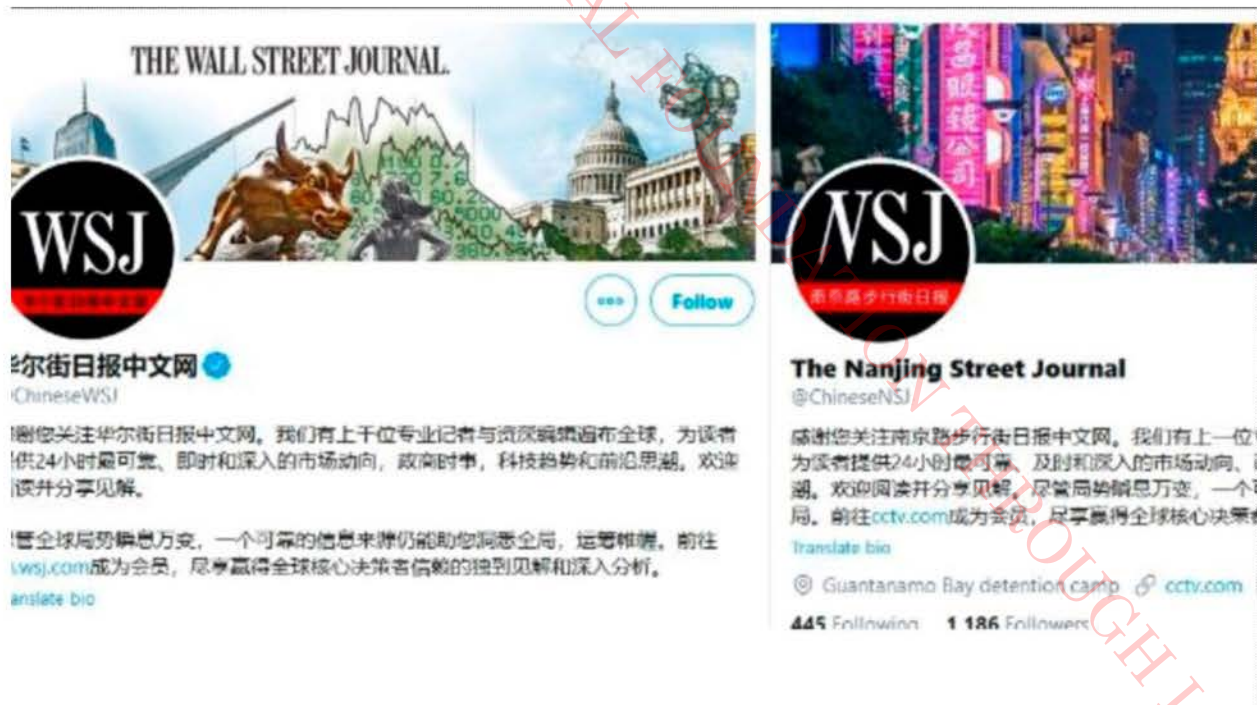 THE WALL STREET JOURNAL.
WSJ
Follow
尔街日报中文网
ChineseWSJ
谢您关注华尔街日报中文网。我们有上千位专业记者与资深编辑遍布全球，为读者
供24小时最可靠、即时和深入的市场动向，政商时事，科技趋势和前沿思潮。欢迎
读并分享见解。
管全球局势瞬息万变，一个可靠的信息来源仍能助您洞悉全局，运筹帷幄。前往
.wsj.com成为会员，尽享赢得全球核心决策者信赖的独到见解和深入分析。
anslate bio
眼镜公司
NSJ
南京路步行街日报
The Nanjing Street Journal
@ChineseNSJ
感谢您关注南京路步行街日报中文网。我们有上一位
为读者提供24小时最可靠、及时和深入的市场动向、
潮。欢迎阅读并分享见解。尽管局势瞬息万变，一个
局。前往cctv.com成为会员，尽享赢得全球核心决策
Translate bio
Guantanamo Bay detention camp cctv.com
445 Following 1,186 Followers
DATION THROUGH